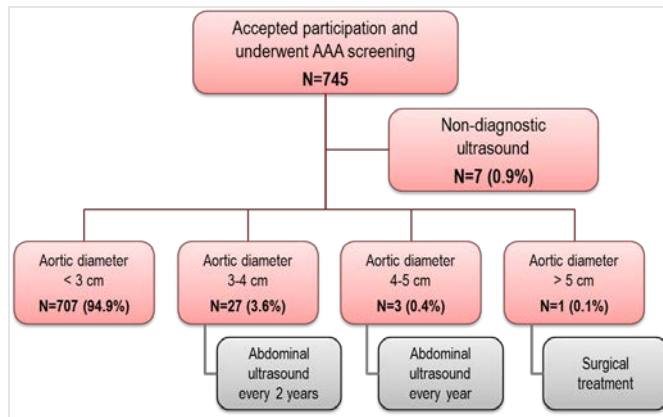 Accepted participation and
underwent AAA screening
N=745
Non-diagnostic
ultrasound
N=7 (0.9%)
Aortic diameter
< 3 cm
N=707 (94.9%)
Aortic diameter
3-4 cm
N=27 (3.6%)
Aortic diameter
4-5 cm
N=3 (0.4%)
Aortic diameter
> 5 cm
N=1 (0.1%)
Abdominal
ultrasound
every 2 years
Abdominal
ultrasound
every year
Surgical
treatment